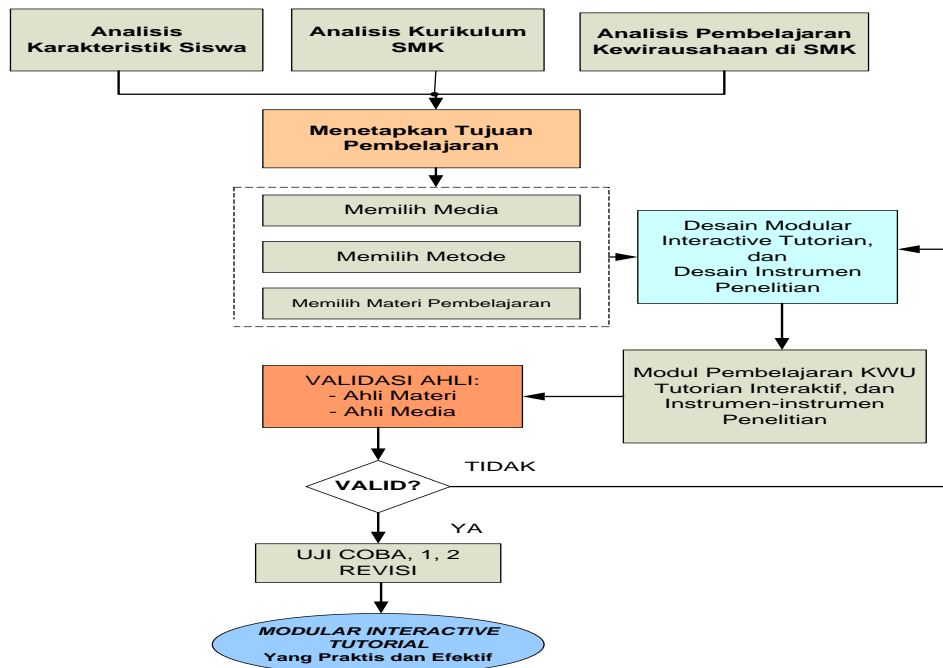 Analisis
Karakteristik Siswa
Analisis Kurikulum
SMK
Analisis Pembelajaran
Kewirausahaan di SMK
Menetapkan Tujuan
Pembelajaran
Memilih Media
Memilih Metode
Memilih Materi Pembelajaran
Desain Modular
Interactive Tutorian,
dan
Desain Instrumen
Penelitian
Modul Pembelajaran KWU
Tutorian Interaktif, dan
Instrumen-instrumen
Penelitian
VALIDASI AHLI:
- Ahli Materi
- Ahli Media
VALID?
TIDAK
YA
UJI COBA, 1, 2
REVISI
MODULAR INTERACTIVE
TUTORIAL
Yang Praktis dan Efektif